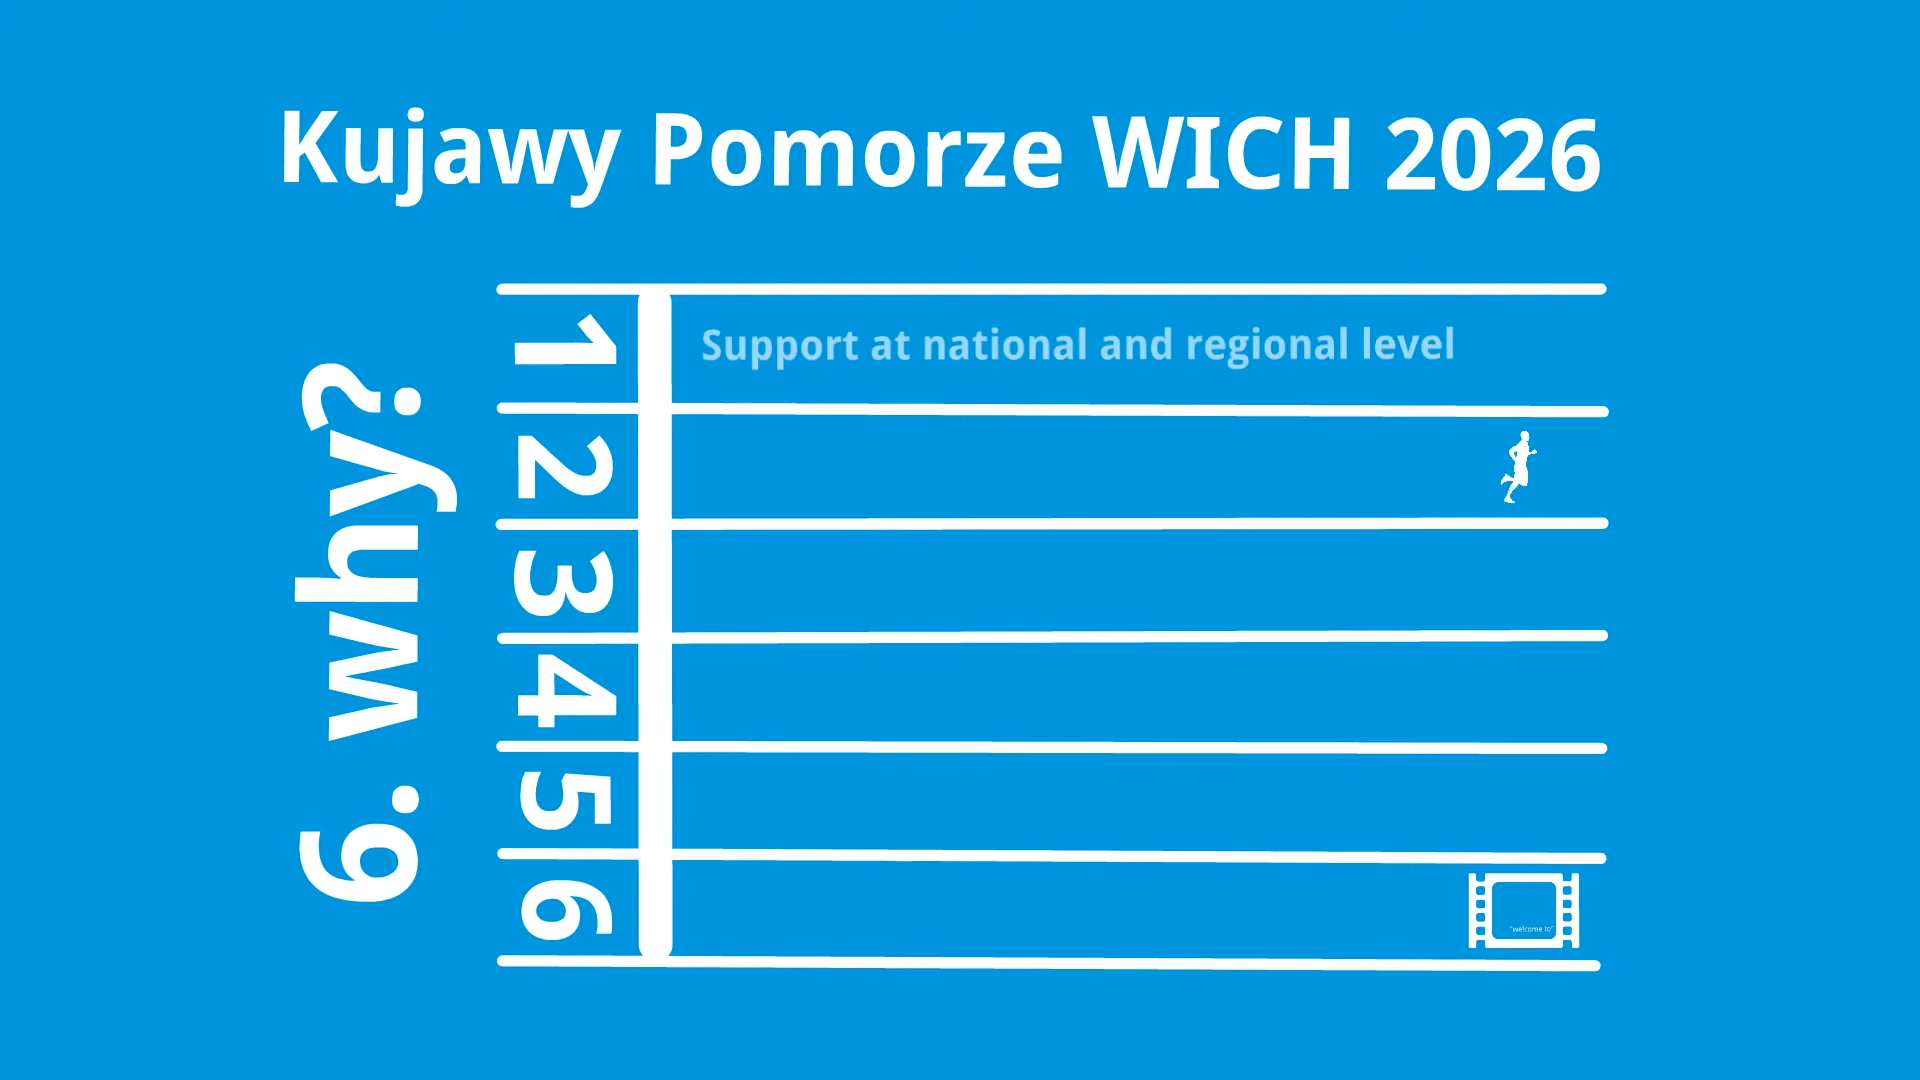 Kujawy Pomorze WICH 2026
9. why?
1
Support at national and regional level
2
3
4
5
6
"welcome to"